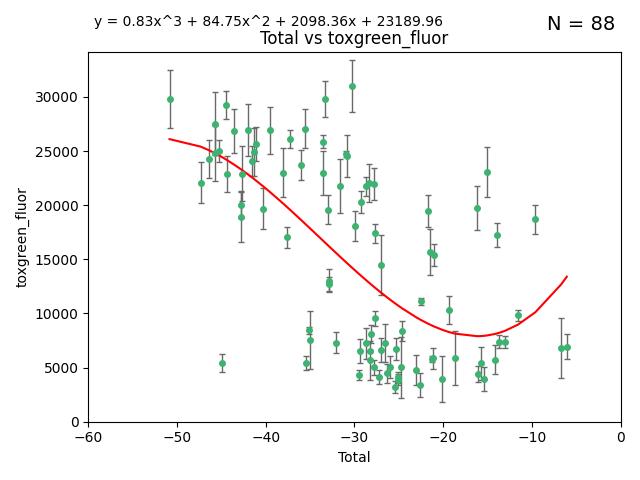 y = 0.83x^3 + 84.75x^2 + 2098.36x + 23189.96
N = 88
Total vs toxgreen_fluor
30000
25000
20000
15000
10000
5000
0
toxgreen_fluor
−60
−50
−40
−30
−20
−10
0
Total